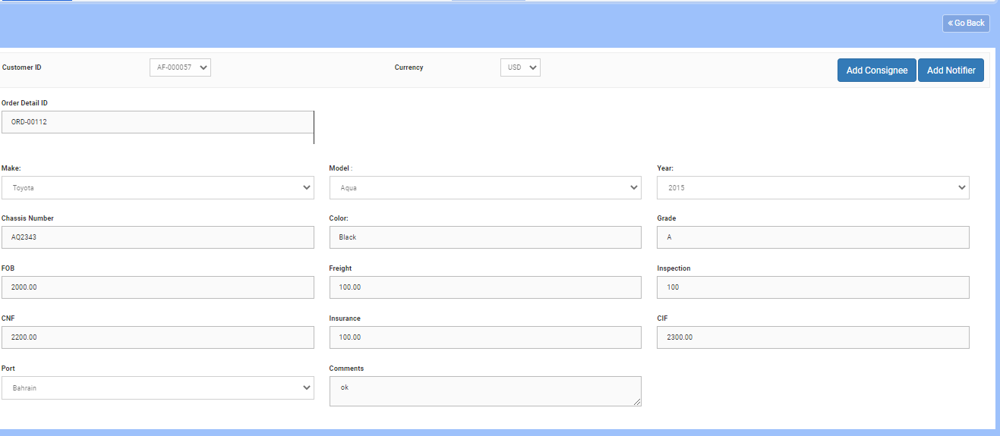 « Go Back
Customer ID AF-000057 Currency USD Add Consignee Add Notifier
Order Detail ID
ORD-00112
Make: Model : Year:
Toyota Aqua 2015
Chassis Number Color: Grade
AQ2343 Black A
FOB Freight Inspection
2000.00 100.00 100
CNF Insurance CIF
2200.00 100.00 2300.00
Port Comments
Bahrain ok